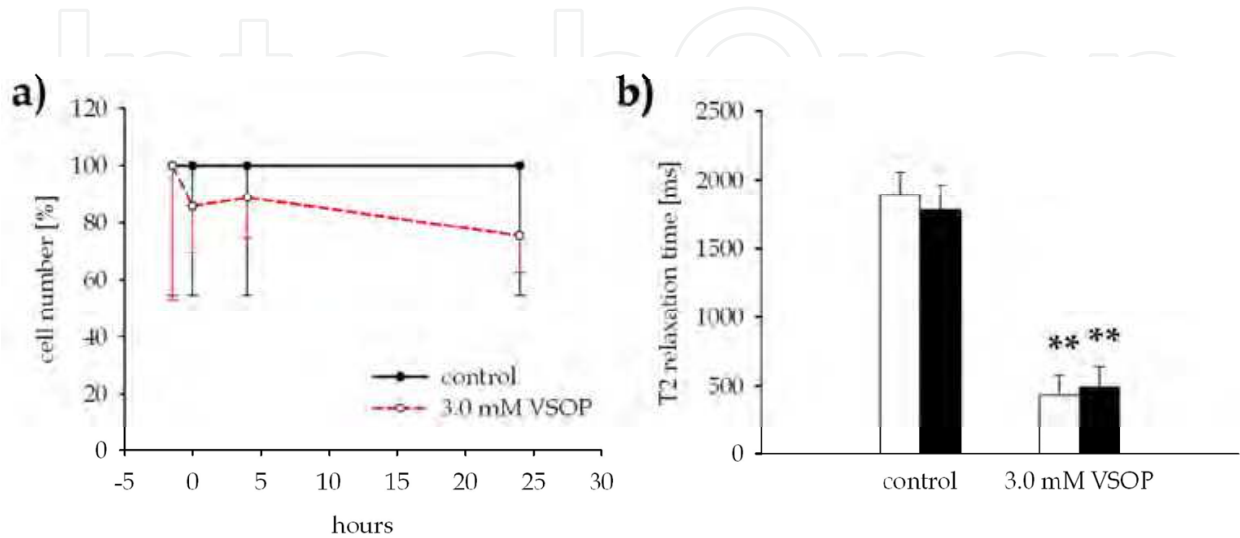 a)
120
100
80
60
40
20
0
cell number [%]
-5 0 5 10 15 20 25 30
hours
control
3.0 mM VSOP
b)
2500
2000
1500
1000
500
0
T2 relaxation time [ms]
** **
control 3.0 mM VSOP